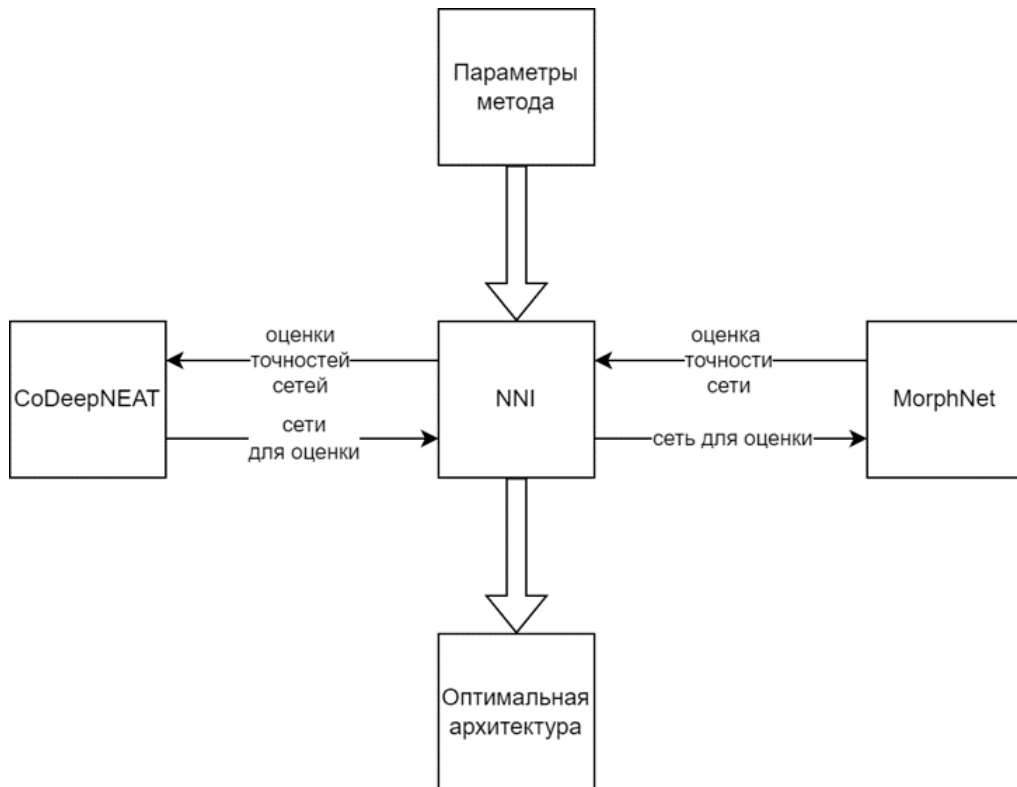 Параметры
метода
оценки
точностей
сетей
CoDeepNEAT
сети
для оценки
NNI
оценка
точности
сети
сеть для оценки
MorphNet
Оптимальная
архитектура